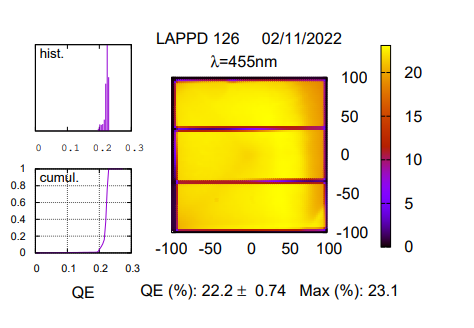 LAPPD 126 02/11/2022
λ=455nm
hist.
0 0.1 0.2 0.3
cumul.
1
0.8
0.6
0.4
0.2
0
0 0.1 0.2 0.3
QE
100
50
0
-50
-100
-100 -50 0 50 100
20
15
10
5
0
QE (%): 22.2 ± 0.74 Max (%): 23.1